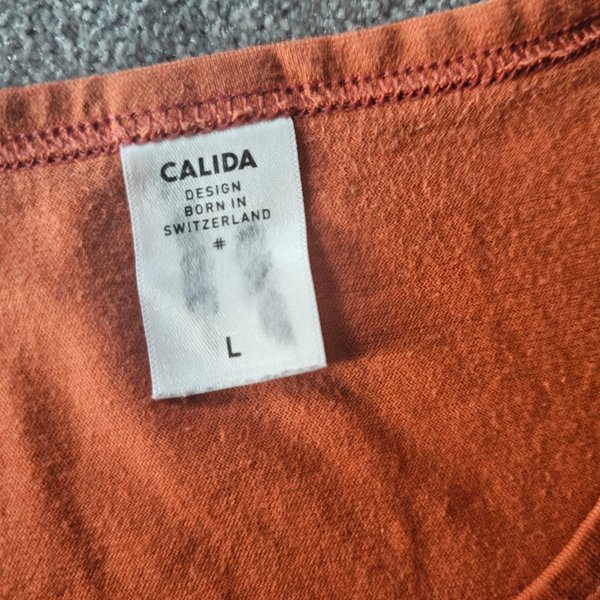 CALIDA
DESIGN
BORN IN
SWITZERLAND
#
L